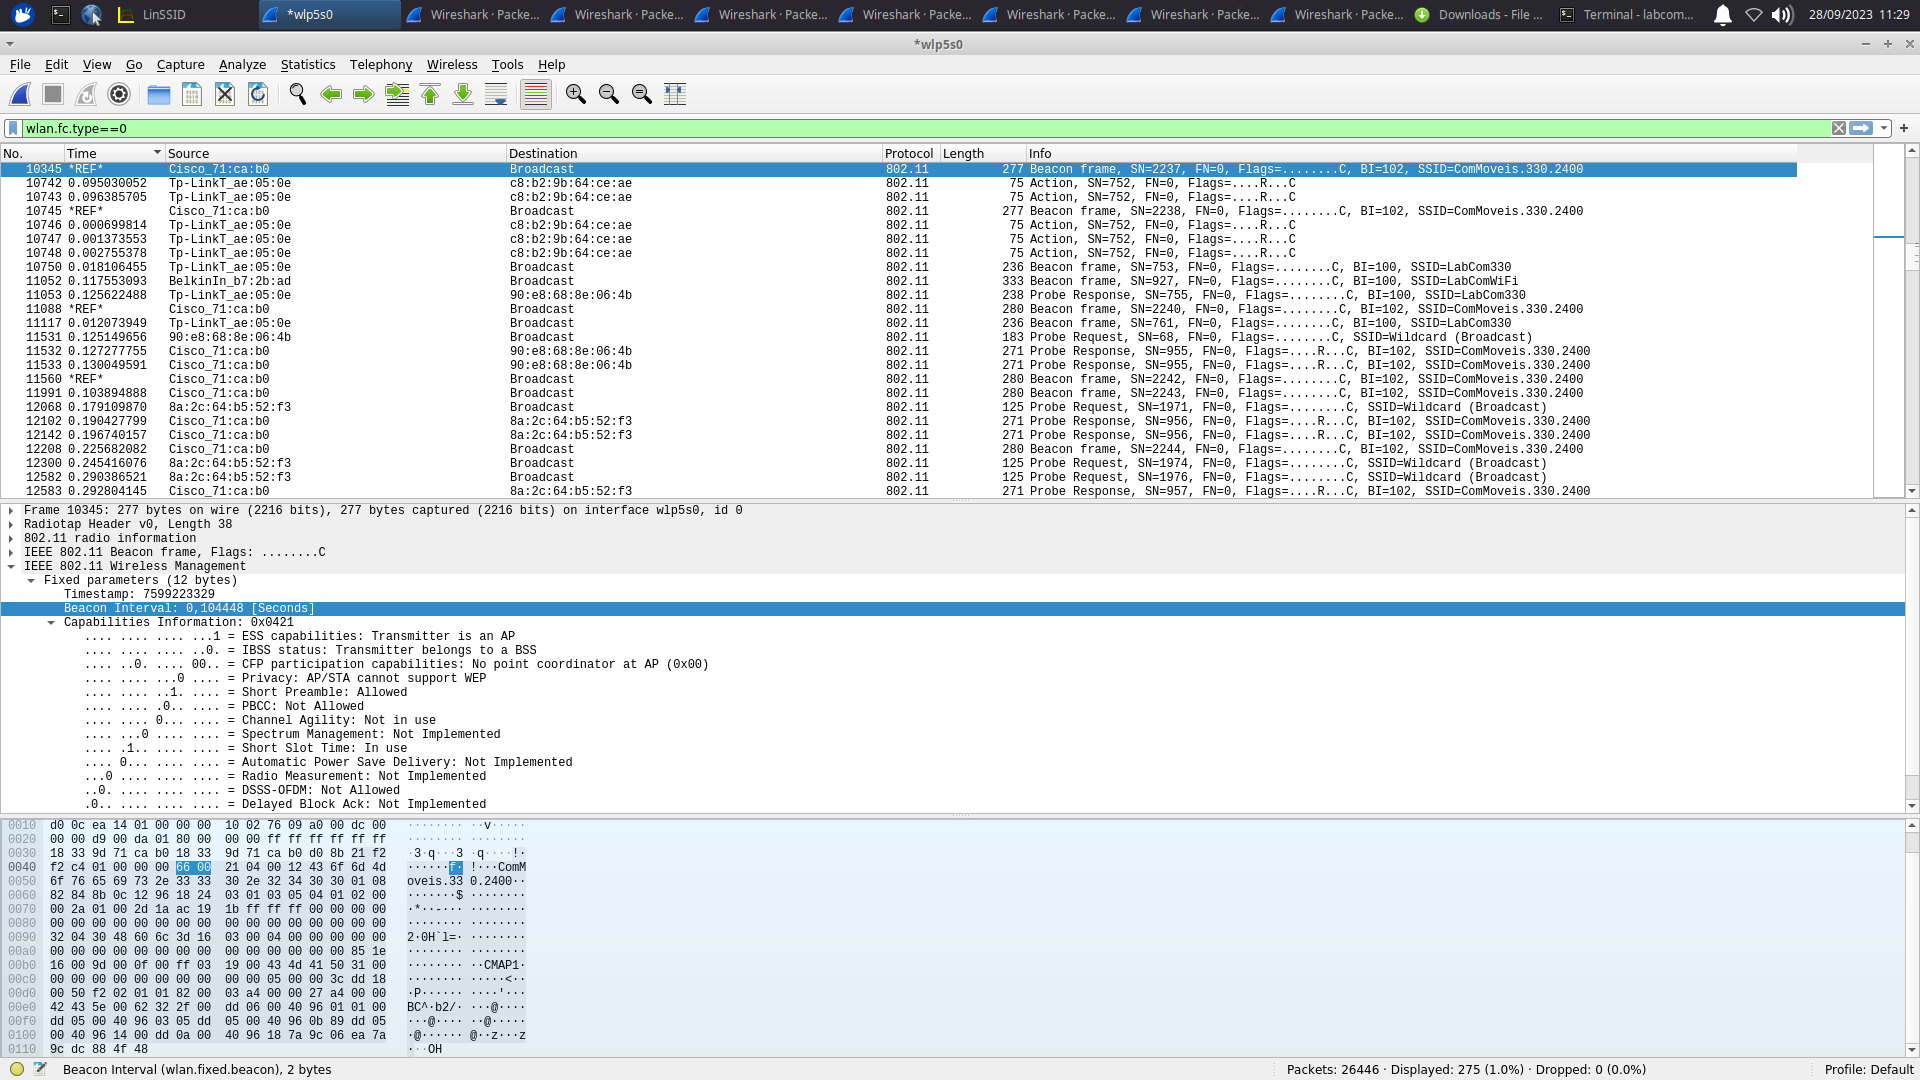 LinSSID *wlp5s0 Wireshark · Packe... Wireshark · Packe... Wireshark · Packe... Wireshark · Packe... Wireshark · Packe... Wireshark · Packe... Wireshark · Packe... Downloads - File ... Terminal - labcom... 28/09/2023 11:29
*wlp5s0
File Edit View Go Capture Analyze Statistics Telephony Wireless Tools Help
wlan.fc.type==0
No. Time Source Destination Protocol Length Info
10345 *REF* Cisco_71:ca:b0 Broadcast 802.11 277 Beacon frame, SN=2237, FN=0, Flags=........C, BI=102, SSID=ComMoveis.330.2400
10742 0.095030052 Tp-LinkT_ae:05:0e c8:b2:9b:64:ce:ae 802.11 75 Action, SN=752, FN=0, Flags=....R...C
10743 0.096385705 Tp-LinkT_ae:05:0e c8:b2:9b:64:ce:ae 802.11 75 Action, SN=752, FN=0, Flags=....R...C
10745 *REF* Cisco_71:ca:b0 Broadcast 802.11 277 Beacon frame, SN=2238, FN=0, Flags=........C, BI=102, SSID=ComMoveis.330.2400
10746 0.000699814 Tp-LinkT_ae:05:0e c8:b2:9b:64:ce:ae 802.11 75 Action, SN=752, FN=0, Flags=....R...C
10747 0.001373553 Tp-LinkT_ae:05:0e c8:b2:9b:64:ce:ae 802.11 75 Action, SN=752, FN=0, Flags=....R...C
10748 0.002755378 Tp-LinkT_ae:05:0e c8:b2:9b:64:ce:ae 802.11 75 Action, SN=752, FN=0, Flags=....R...C
10750 0.018106455 Tp-LinkT_ae:05:0e Broadcast 802.11 236 Beacon frame, SN=753, FN=0, Flags=........C, BI=100, SSID=LabCom330
11052 0.117553093 BelkinIn_b7:2b:ad Broadcast 802.11 333 Beacon frame, SN=927, FN=0, Flags=........C, BI=100, SSID=LabComWiFi
11053 0.125622488 Tp-LinkT_ae:05:0e 90:e8:68:8e:06:4b 802.11 238 Probe Response, SN=755, FN=0, Flags=........C, BI=100, SSID=LabCom330
11088 *REF* Cisco_71:ca:b0 Broadcast 802.11 280 Beacon frame, SN=2240, FN=0, Flags=........C, BI=102, SSID=ComMoveis.330.2400
11117 0.012073949 Tp-LinkT_ae:05:0e Broadcast 802.11 236 Beacon frame, SN=761, FN=0, Flags=........C, BI=100, SSID=LabCom330
11531 0.125149656 90:e8:68:8e:06:4b Broadcast 802.11 183 Probe Request, SN=68, FN=0, Flags=........C, SSID=Wildcard (Broadcast)
11532 0.127277755 Cisco_71:ca:b0 90:e8:68:8e:06:4b 802.11 271 Probe Response, SN=955, FN=0, Flags=....R...C, BI=102, SSID=ComMoveis.330.2400
11533 0.130049591 Cisco_71:ca:b0 90:e8:68:8e:06:4b 802.11 271 Probe Response, SN=955, FN=0, Flags=....R...C, BI=102, SSID=ComMoveis.330.2400
11560 *REF* Cisco_71:ca:b0 Broadcast 802.11 280 Beacon frame, SN=2242, FN=0, Flags=........C, BI=102, SSID=ComMoveis.330.2400
11991 0.103894888 Cisco_71:ca:b0 Broadcast 802.11 280 Beacon frame, SN=2243, FN=0, Flags=........C, BI=102, SSID=ComMoveis.330.2400
12068 0.179109870 8a:2c:64:b5:52:f3 Broadcast 802.11 125 Probe Request, SN=1971, FN=0, Flags=........C, SSID=Wildcard (Broadcast)
12102 0.190427799 Cisco_71:ca:b0 8a:2c:64:b5:52:f3 802.11 271 Probe Response, SN=956, FN=0, Flags=....R...C, BI=102, SSID=ComMoveis.330.2400
12142 0.196740157 Cisco_71:ca:b0 8a:2c:64:b5:52:f3 802.11 271 Probe Response, SN=956, FN=0, Flags=....R...C, BI=102, SSID=ComMoveis.330.2400
12208 0.225682082 Cisco_71:ca:b0 Broadcast 802.11 280 Beacon frame, SN=2244, FN=0, Flags=........C, BI=102, SSID=ComMoveis.330.2400
12300 0.245416076 8a:2c:64:b5:52:f3 Broadcast 802.11 125 Probe Request, SN=1974, FN=0, Flags=........C, SSID=Wildcard (Broadcast)
12582 0.290386521 8a:2c:64:b5:52:f3 Broadcast 802.11 125 Probe Request, SN=1976, FN=0, Flags=........C, SSID=Wildcard (Broadcast)
12583 0.292804145 Cisco_71:ca:b0 8a:2c:64:b5:52:f3 802.11 271 Probe Response, SN=957, FN=0, Flags=....R...C, BI=102, SSID=ComMoveis.330.2400
Frame 10345: 277 bytes on wire (2216 bits), 277 bytes captured (2216 bits) on interface wlp5s0, id 0
Radiotap Header v0, Length 38
802.11 radio information
IEEE 802.11 Beacon frame, Flags: ........C
IEEE 802.11 Wireless Management
Fixed parameters (12 bytes)
Timestamp: 7599223329
Beacon Interval: 0,104448 [Seconds]
Capabilities Information: 0x0421
.... .... .... ...1 = ESS capabilities: Transmitter is an AP
.... .... .... ..0. = IBSS status: Transmitter belongs to a BSS
.... ..0. .... 00.. = CFP participation capabilities: No point coordinator at AP (0x00)
.... .... ...0 .... = Privacy: AP/STA cannot support WEP
.... .... ..1. .... = Short Preamble: Allowed
.... .... .0.. .... = PBCC: Not Allowed
.... .... 0... .... = Channel Agility: Not in use
.... ...0 .... .... = Spectrum Management: Not Implemented
.... .1.. .... .... = Short Slot Time: In use
.... 0... .... .... = Automatic Power Save Delivery: Not Implemented
...0 .... .... .... = Radio Measurement: Not Implemented
..0. .... .... .... = DSSS-OFDM: Not Allowed
.0.. .... .... .... = Delayed Block Ack: Not Implemented
0010 d0 0c ea 14 01 00 00 00 10 02 76 09 a0 00 dc 00 ········ ··v·····
0020 00 00 d9 00 da 01 80 00 00 00 ff ff ff ff ff ff ········ ········
0030 18 33 9d 71 ca b0 18 33 9d 71 ca b0 d0 8b 21 f2 ·3·q···3 ·q····!·
0040 f2 c4 01 00 00 00 66 00 21 04 00 12 43 6f 6d 4d ······f· !···ComM
0050 6f 76 65 69 73 2e 33 33 30 2e 32 34 30 30 01 08 oveis.33 0.2400··
0060 82 84 8b 0c 12 96 18 24 03 01 03 05 04 01 02 00 ·······$ ········
0070 00 2a 01 00 2d 1a ac 19 1b ff ff ff 00 00 00 00 ·*··-··· ········
0080 00 00 00 00 00 00 00 00 00 00 00 00 00 00 00 00 ········ ········
0090 32 04 30 48 60 6c 3d 16 03 00 04 00 00 00 00 00 2·0H`l=· ········
00a0 00 00 00 00 00 00 00 00 00 00 00 00 00 00 85 1e ········ ········
00b0 16 00 9d 00 0f 00 ff 03 19 00 43 4d 41 50 31 00 ········ ··CMAP1·
00c0 00 00 00 00 00 00 00 00 00 00 05 00 00 3c dd 18 ········ ·····<··
00d0 00 50 f2 02 01 01 82 00 03 a4 00 00 27 a4 00 00 ·P······ ····'···
00e0 42 43 5e 00 62 32 2f 00 dd 06 00 40 96 01 01 00 BC^·b2/· ···@····
00f0 dd 05 00 40 96 03 05 dd 05 00 40 96 0b 89 dd 05 ···@···· ··@·····
0100 00 40 96 14 00 dd 0a 00 40 96 18 7a 9c 06 ea 7a ·@······ @··z···z
0110 9c dc 88 4f 48 ···OH
Beacon Interval (wlan.fixed.beacon), 2 bytes Packets: 26446 · Displayed: 275 (1.0%) · Dropped: 0 (0.0%) Profile: Default